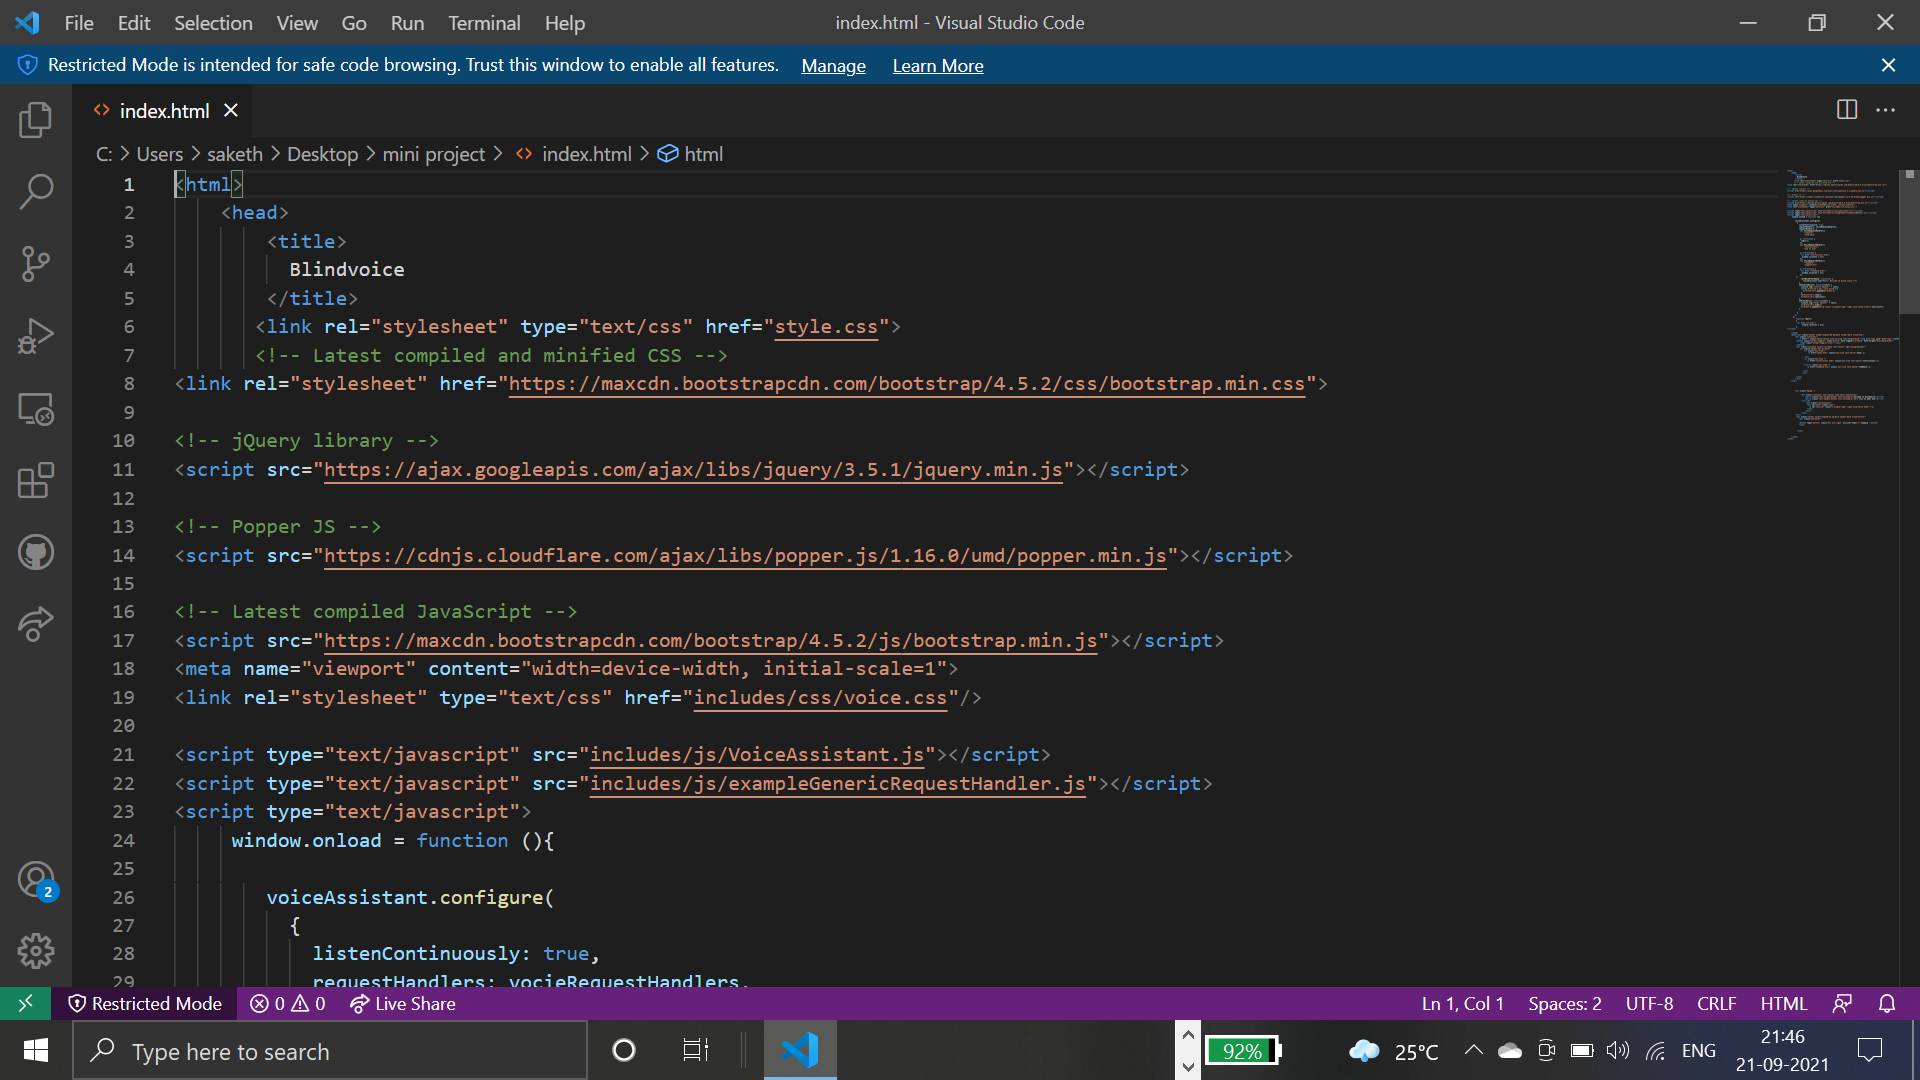 File Edit Selection View Go Run Terminal Help index.html - Visual Studio Code
Restricted Mode is intended for safe code browsing. Trust this window to enable all features. Manage Learn More
<> index.html
C: > Users > saketh > Desktop > mini project > <> index.html > html
1 <html>
2 <head>
3 <title>
4 Blindvoice
5 </title>
6 <link rel="stylesheet" type="text/css" href="style.css">
7 <!-- Latest compiled and minified CSS -->
8 <link rel="stylesheet" href="https://maxcdn.bootstrapcdn.com/bootstrap/4.5.2/css/bootstrap.min.css">
9
10 <!-- jQuery library -->
11 <script src="https://ajax.googleapis.com/ajax/libs/jquery/3.5.1/jquery.min.js"></script>
12
13 <!-- Popper JS -->
14 <script src="https://cdnjs.cloudflare.com/ajax/libs/popper.js/1.16.0/umd/popper.min.js"></script>
15
16 <!-- Latest compiled JavaScript -->
17 <script src="https://maxcdn.bootstrapcdn.com/bootstrap/4.5.2/js/bootstrap.min.js"></script>
18 <meta name="viewport" content="width=device-width, initial-scale=1">
19 <link rel="stylesheet" type="text/css" href="includes/css/voice.css"/>
20
21 <script type="text/javascript" src="includes/js/VoiceAssistant.js"></script>
22 <script type="text/javascript" src="includes/js/exampleGenericRequestHandler.js"></script>
23 <script type="text/javascript">
24 window.onload = function (){
25
26 voiceAssistant.configure(
27 {
28 listenContinuously: true,
29 requestHandlers: vocieRequestHandlers,
2
Restricted Mode 0 0 Live Share Ln 1, Col 1 Spaces: 2 UTF-8 CRLF HTML
Type here to search 92% 25°C ENG 21:46
21-09-2021